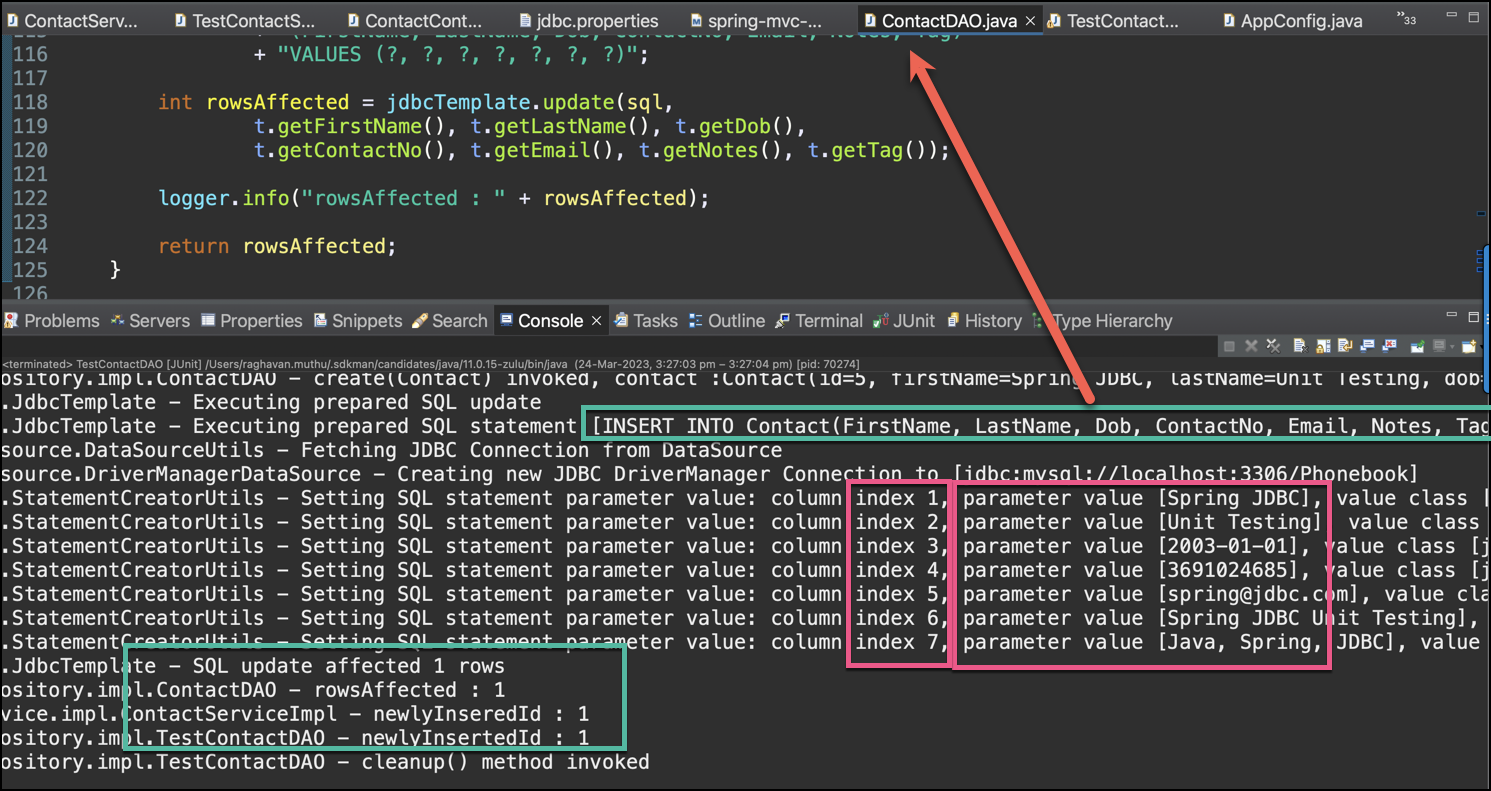 ContactServ... TestContactS... ContactCont... jdbc.properties spring-mvc-... ContactDAO.java × TestContact... AppConfig.java »33
115 + "(FirstName, LastName, Dob, ContactNo, Email, Notes, Tag)"
116 + "VALUES (?, ?, ?, ?, ?, ?, ?)";
117
118 int rowsAffected = jdbcTemplate.update(sql,
119 t.getFirstName(), t.getLastName(), t.getDob(),
120 t.getContactNo(), t.getEmail(), t.getNotes(), t.getTag());
121
122 logger.info("rowsAffected : " + rowsAffected);
123
124 return rowsAffected;
125 }
126
Problems Servers Properties Snippets Search Console × Tasks Outline Terminal JUnit History Type Hierarchy
<terminated> TestContactDAO [JUnit] /Users/raghavan.muthu/.sdkman/candidates/java/11.0.15-zulu/bin/java (24-Mar-2023, 3:27:03 pm – 3:27:04 pm) [pid: 70274]
ository.impl.ContactDAO – create(Contact) invoked, contact :Contact(id=5, firstName=Spring JDBC, lastName=Unit Testing, dob=
.JdbcTemplate – Executing prepared SQL update
.JdbcTemplate – Executing prepared SQL statement [INSERT INTO Contact(FirstName, LastName, Dob, ContactNo, Email, Notes, Tag
source.DataSourceUtils – Fetching JDBC Connection from DataSource
source.DriverManagerDataSource – Creating new JDBC DriverManager Connection to [jdbc:mysql://localhost:3306/Phonebook]
.StatementCreatorUtils – Setting SQL statement parameter value: column index 1, parameter value [Spring JDBC], value class [
.StatementCreatorUtils – Setting SQL statement parameter value: column index 2, parameter value [Unit Testing] value class
.StatementCreatorUtils – Setting SQL statement parameter value: column index 3, parameter value [2003-01-01], value class [j
.StatementCreatorUtils – Setting SQL statement parameter value: column index 4, parameter value [3691024685], value class [j
.StatementCreatorUtils – Setting SQL statement parameter value: column index 5, parameter value [spring@jdbc.com], value cla
.StatementCreatorUtils – Setting SQL statement parameter value: column index 6, parameter value [Spring JDBC Unit Testing],
.StatementCreatorUtils – Setting SQL statement parameter value: column index 7, parameter value [Java, Spring, JDBC], value
.JdbcTemplate – SQL update affected 1 rows
ository.impl.ContactDAO – rowsAffected : 1
vice.impl.ContactServiceImpl – newlyInseredId : 1
ository.impl.TestContactDAO – newlyInsertedId : 1
ository.impl.TestContactDAO – cleanup() method invoked